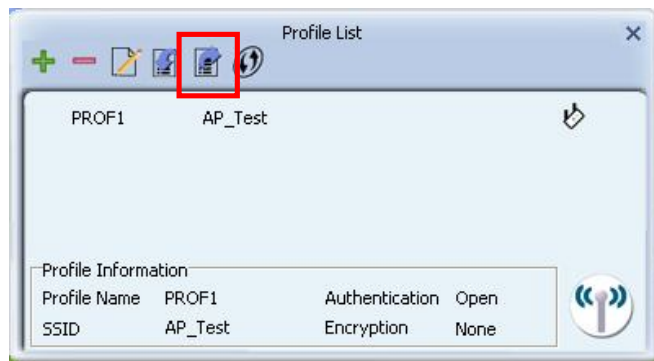 Profile List
PROF1 AP_Test
Profile Information
Profile Name PROF1 Authentication Open
SSID AP_Test Encryption None